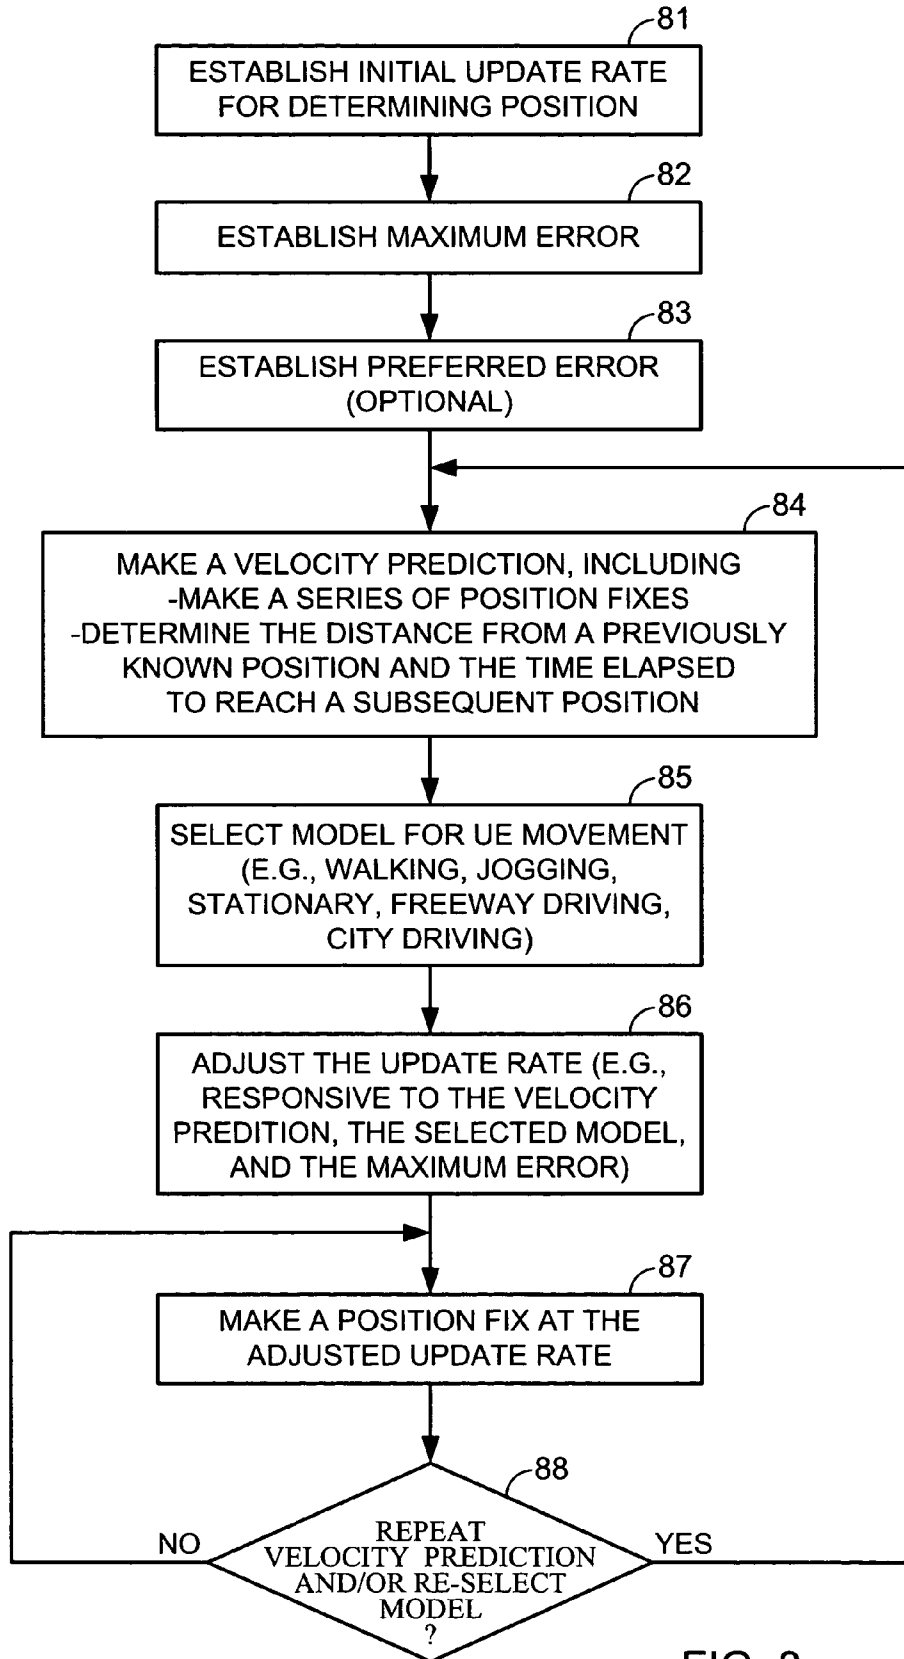 81
ESTABLISH INITIAL UPDATE RATE
FOR DETERMINING POSITION
82
ESTABLISH MAXIMUM ERROR
83
ESTABLISH PREFERRED ERROR
(OPTIONAL)
84
MAKE A VELOCITY PREDICTION, INCLUDING
-MAKE A SERIES OF POSITION FIXES
-DETERMINE THE DISTANCE FROM A PREVIOUSLY
KNOWN POSITION AND THE TIME ELAPSED
TO REACH A SUBSEQUENT POSITION
85
SELECT MODEL FOR UE MOVEMENT
(E.G., WALKING, JOGGING,
STATIONARY, FREEWAY DRIVING,
CITY DRIVING)
86
ADJUST THE UPDATE RATE (E.G.,
RESPONSIVE TO THE VELOCITY
PREDITION, THE SELECTED MODEL,
AND THE MAXIMUM ERROR)
87
MAKE A POSITION FIX AT THE
ADJUSTED UPDATE RATE
88
NO
YES
REPEAT
VELOCITY PREDICTION
AND/OR RE-SELECT
MODEL
?
FIG.